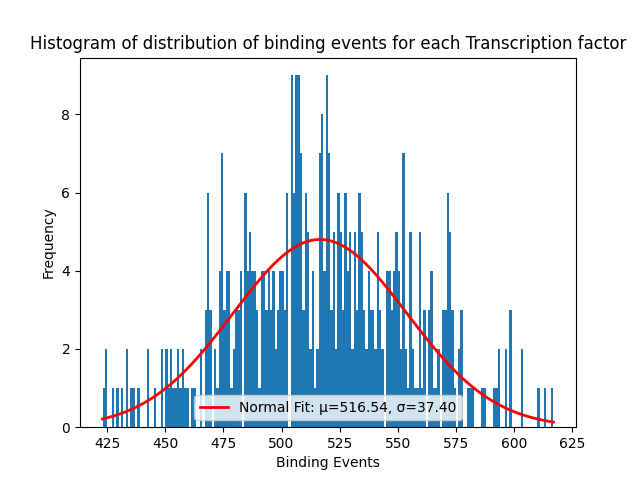 Histogram of distribution of binding events for each Transcription factor
Frequency
8
6
4
2
0
Normal Fit: μ=516.54, σ=37.40
425 450 475 500 525 550 575 600 625
Binding Events